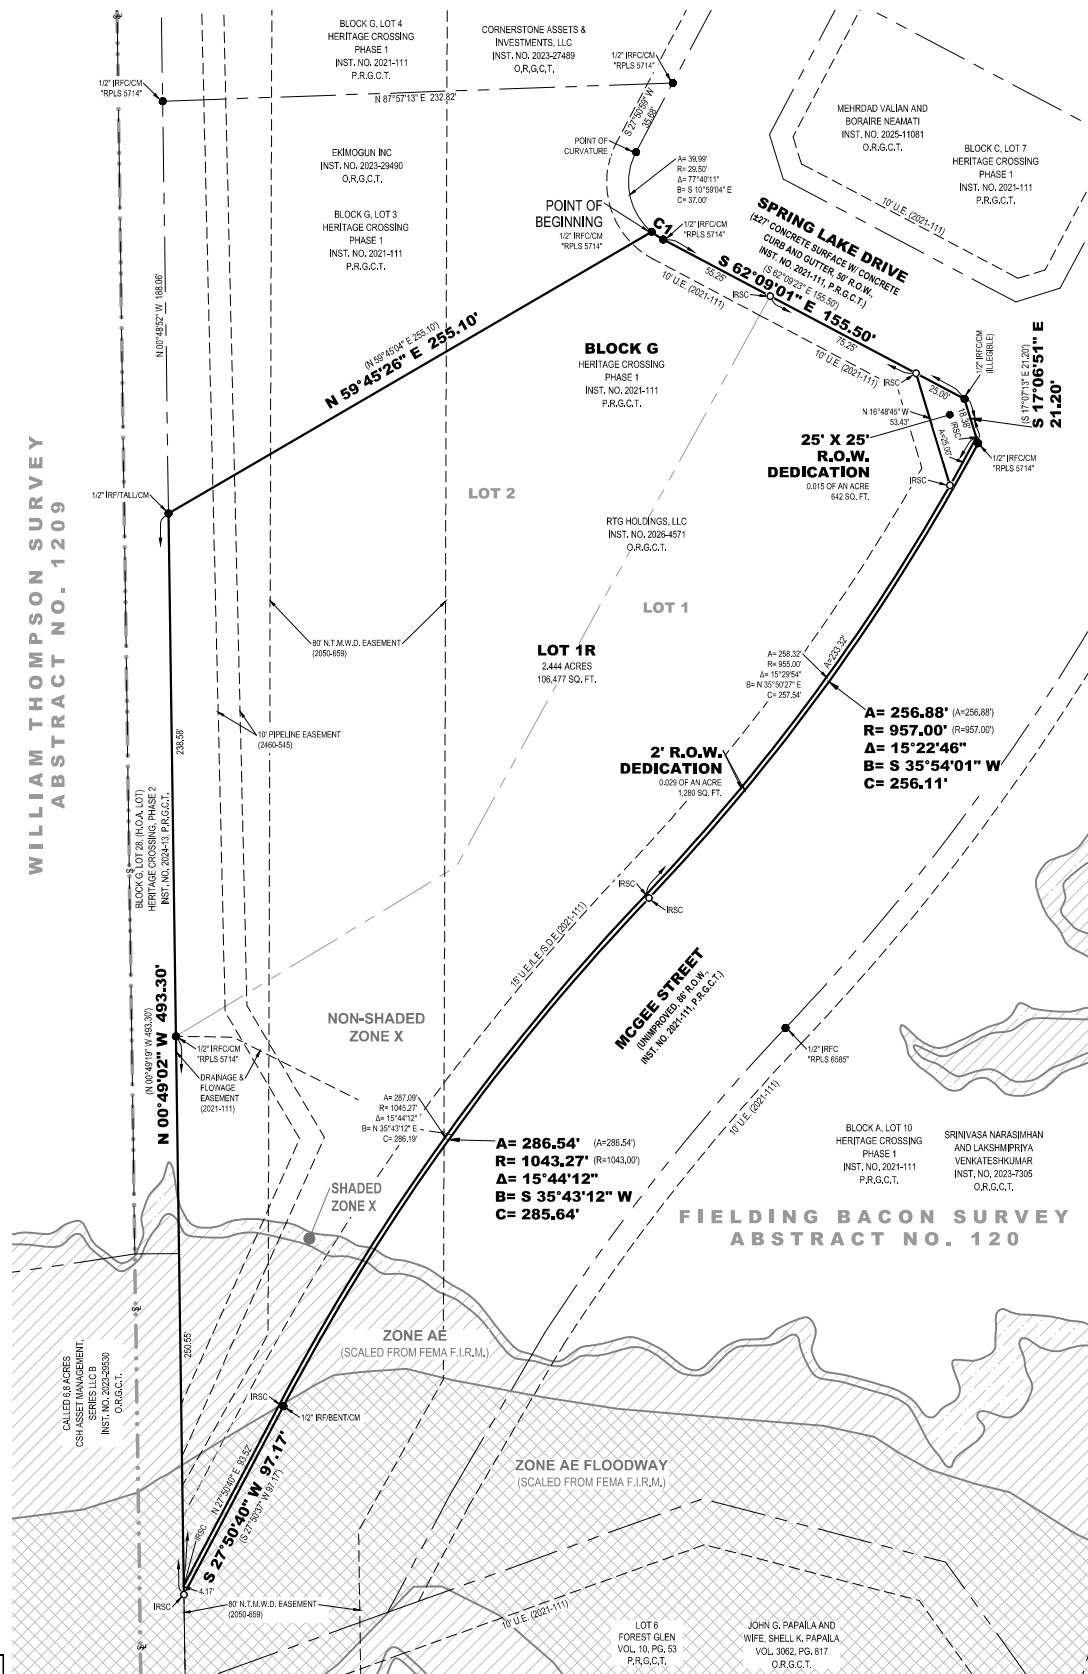 BLOCK G, LOT 4
HERITAGE CROSSING
PHASE 1
INST. NO. 2021-111
P.R.G.C.T.
CORNERSTONE ASSETS &
INVESTMENTS, LLC
INST. NO. 2023-27489
O.R.G.C.T.
1/2" IRFC/CM
"RPLS 5714"
1/2" IRFC/CM
"RPLS 5714"
N 87°57'13" E 232.82'
S 27°50'59" W
35.68'
MEHRDAD VALIAN AND
BORAIRE NEAMATI
INST. NO. 2025-11081
O.R.G.C.T.
BLOCK C, LOT 7
HERITAGE CROSSING
PHASE 1
INST. NO. 2021-111
P.R.G.C.T.
10' U.E. (2021-111)
POINT OF
CURVATURE
EKIMOGUN INC
INST. NO. 2023-29490
O.R.G.C.T.
A= 39.99'
R= 29.50'
Δ= 77°40'11"
B= S 10°59'04" E
C= 37.00'
BLOCK G, LOT 3
HERITAGE CROSSING
PHASE 1
INST. NO. 2021-111
P.R.G.C.T.
POINT OF
BEGINNING
1/2" IRFC/CM
"RPLS 5714"
C1
1/2" IRFC/CM
"RPLS 5714"
SPRING LAKE DRIVE
(±27' CONCRETE SURFACE W/ CONCRETE
CURB AND GUTTER, 50' R.O.W.,
INST. NO. 2021-111, P.R.G.C.T.)
(S 62°09'23" E 155.50')
S 62°09'01" E 155.50'
55.25'
10' U.E. (2021-111)
IRSC
75.25'
10' U.E. (2021-111)
N 00°48'52" W 188.06'
(N 59°45'04" E 255.10')
N 59°45'26" E 255.10'
BLOCK G
HERITAGE CROSSING
PHASE 1
INST. NO. 2021-111
P.R.G.C.T.
IRSC
25.00'
1/2" IRFC/CM
(ILLEGIBLE)
(S 17°07'13" E 21.20')
S 17°06'51" E
21.20'
N 16°48'45" W
53.43'
18.38'
IRSC
A=25.00'
1/2" IRFC/CM
"RPLS 5714"
25' X 25'
R.O.W.
DEDICATION
0.015 OF AN ACRE
642 SQ. FT.
IRSC
WILLIAM THOMPSON SURVEY
ABSTRACT NO. 1209
1/2" IRF/TALL/CM
LOT 2
RTG HOLDINGS, LLC
INST. NO. 2026-4571
O.R.G.C.T.
LOT 1
80' N.T.M.W.D. EASEMENT
(2050-659)
LOT 1R
2.444 ACRES
106,477 SQ. FT.
A= 258.32'
R= 955.00'
Δ= 15°29'54"
B= N 35°50'27" E
C= 257.54'
A=233.32'
A= 256.88' (A=256.88')
R= 957.00' (R=957.00')
Δ= 15°22'46"
B= S 35°54'01" W
C= 256.11'
10' PIPELINE EASEMENT
(2460-545)
238.58'
2' R.O.W.
DEDICATION
0.029 OF AN ACRE
1,280 SQ. FT.
BLOCK G, LOT 28, (H.O.A. LOT)
HERITAGE CROSSING, PHASE 2
INST. NO. 2024-13, P.R.G.C.T.
IRSC
IRSC
15' U.E./L.E./S.D.E (2021-111)
MCGEE STREET
(UNIMPROVED, 86' R.O.W.,
INST. NO. 2021-111, P.R.G.C.T.)
(N 00°49'19" W 493.30')
N 00°49'02" W 493.30'
NON-SHADED
ZONE X
1/2" IRFC/CM
"RPLS 5714"
DRAINAGE &
FLOWAGE
EASEMENT
(2021-111)
1/2" IRFC
"RPLS 6585"
10' U.E. (2021-111)
A= 287.09'
R= 1045.27'
Δ= 15°44'12"
B= N 35°43'12" E
C= 286.19'
A= 286.54' (A=286.54')
R= 1043.27' (R=1043.00')
Δ= 15°44'12"
B= S 35°43'12" W
C= 285.64'
BLOCK A, LOT 10
HERITAGE CROSSING
PHASE 1
INST. NO. 2021-111
P.R.G.C.T.
SRINIVASA NARASIMHAN
AND LAKSHMIPRIYA
VENKATESHKUMAR
INST. NO. 2023-7305
O.R.G.C.T.
SHADED
ZONE X
FIELDING BACON SURVEY
ABSTRACT NO. 120
ZONE AE
(SCALED FROM FEMA F.I.R.M.)
250.55'
CALLED 6.8 ACRES
CSH ASSET MANAGEMENT,
SERIES LLC B
INST. NO. 2023-29530
O.R.G.C.T.
IRSC
1/2" IRF/BENT/CM
N 27°50'40" E 93.52'
S 27°50'40" W 97.17'
(S 27°50'37" W 97.17')
IRSC
ZONE AE FLOODWAY
(SCALED FROM FEMA F.I.R.M.)
4.17'
IRSC
80' N.T.M.W.D. EASEMENT
(2050-659)
10' U.E. (2021-111)
LOT 6
FOREST GLEN
VOL. 10, PG. 53
P.R.G.C.T.
JOHN G. PAPAILA AND
WIFE, SHELL K. PAPAILA
VOL. 3062, PG. 817
O.R.G.C.T.